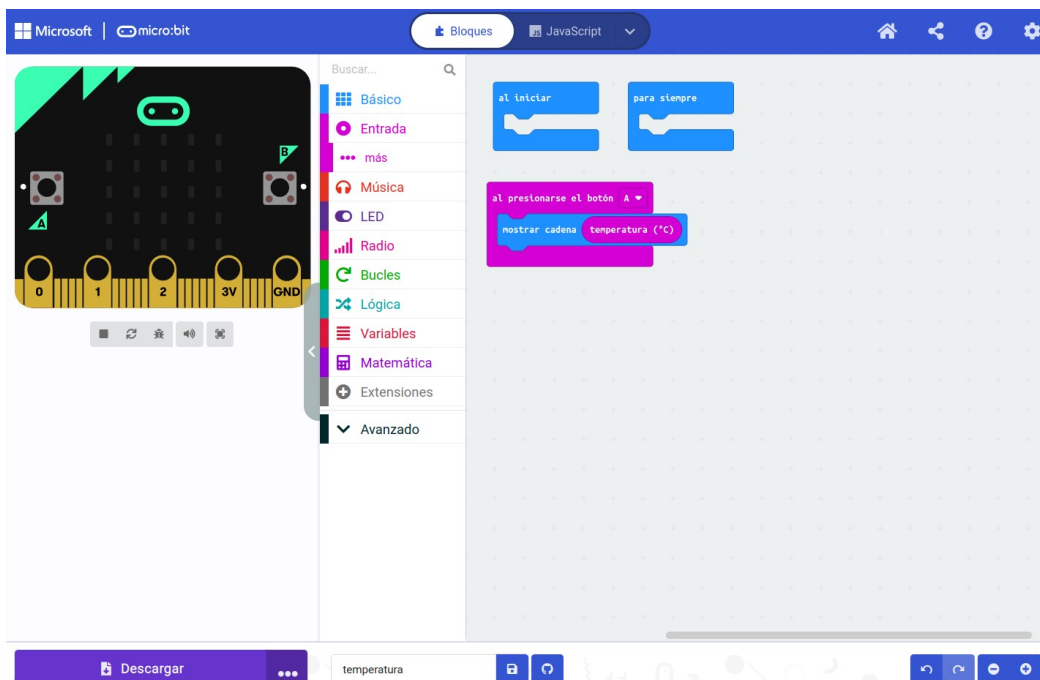 Microsoft | micro:bit
Bloques
JS JavaScript
Buscar...
Básico
Entrada
más
Música
LED
Radio
Bucles
Lógica
Variables
Matemática
Extensiones
Avanzado
B
A
0 1 2 3V GND
al iniciar
para siempre
al presionarse el botón A
mostrar cadena temperatura (°C)
Descargar
temperatura